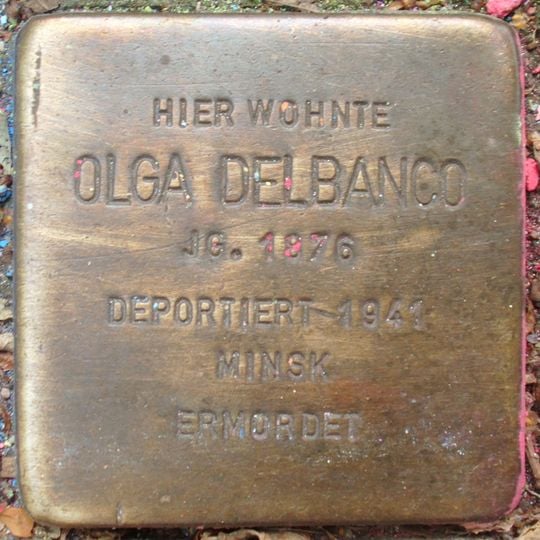 HIER WOHNTE
OLGA DELBANCO
JG. 1876
DEPORTIERT 1941
MINSK
ERMORDET